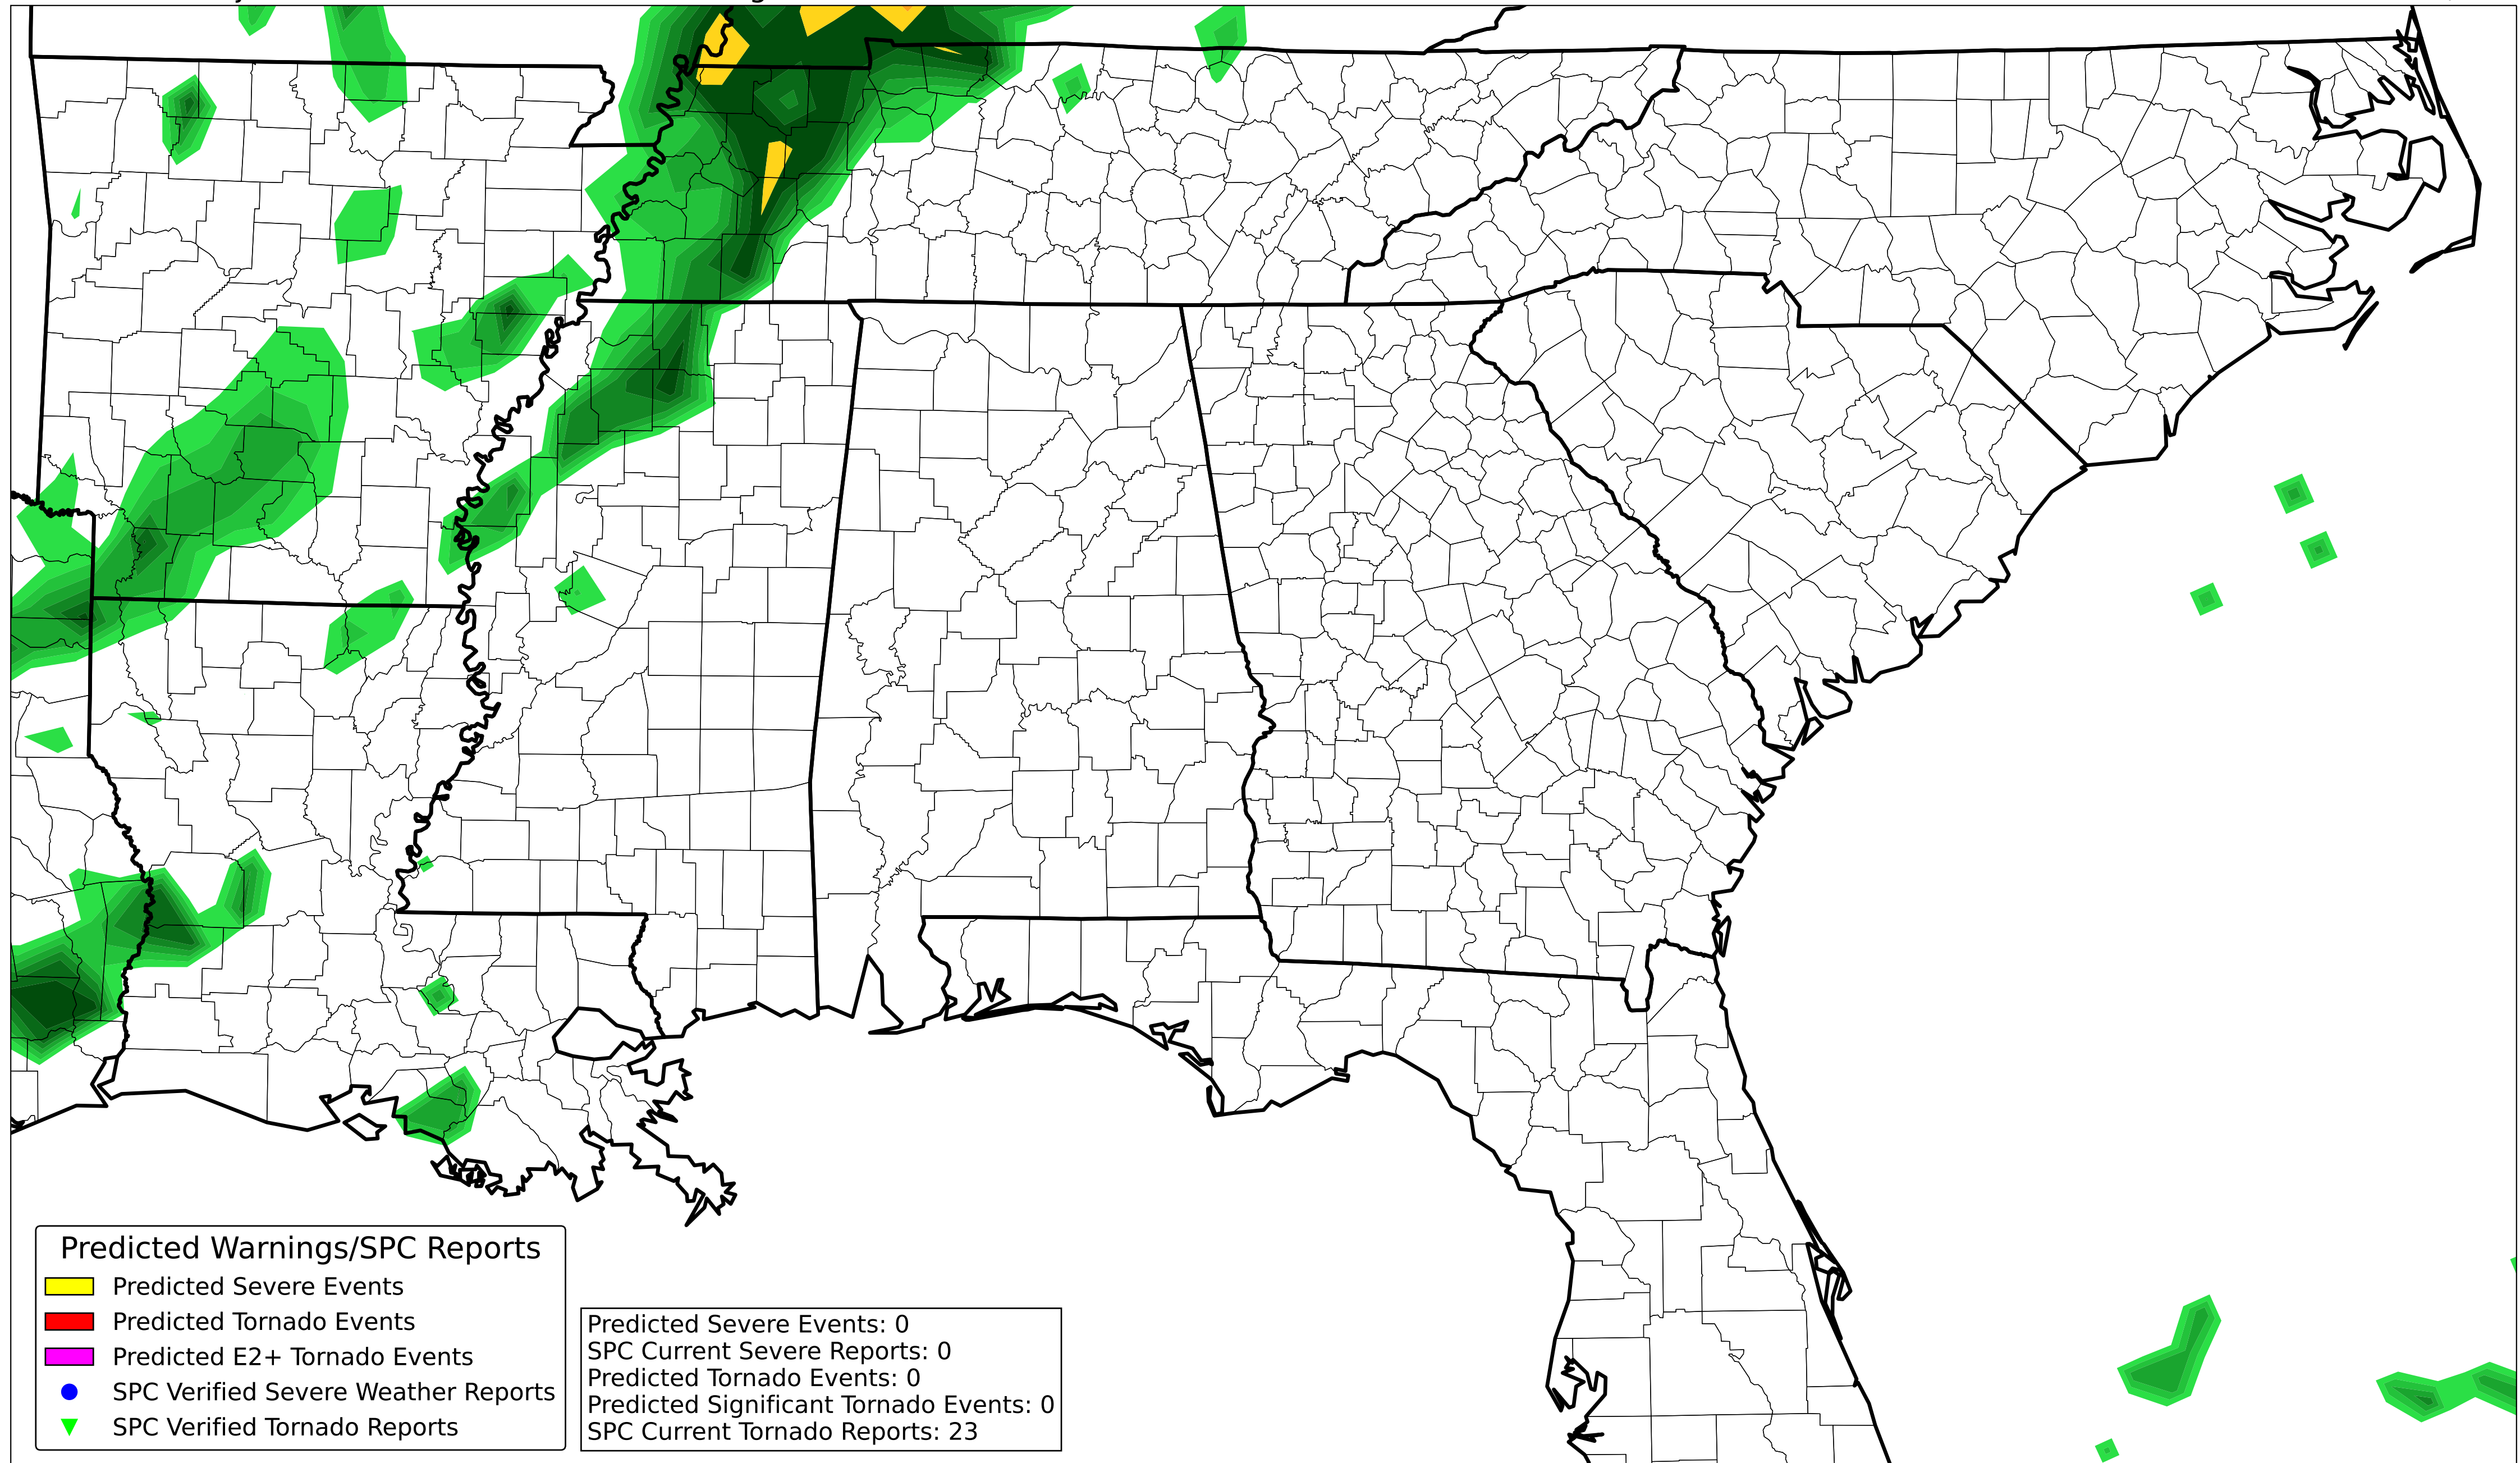 Predicted Warnings/SPC Reports
Predicted Severe Events
Predicted Tornado Events
Predicted E2+ Tornado Events
SPC Verified Severe Weather Reports
SPC Verified Tornado Reports
Predicted Severe Events: 0
SPC Current Severe Reports: 0
Predicted Tornado Events: 0
Predicted Significant Tornado Events: 0
SPC Current Tornado Reports: 23